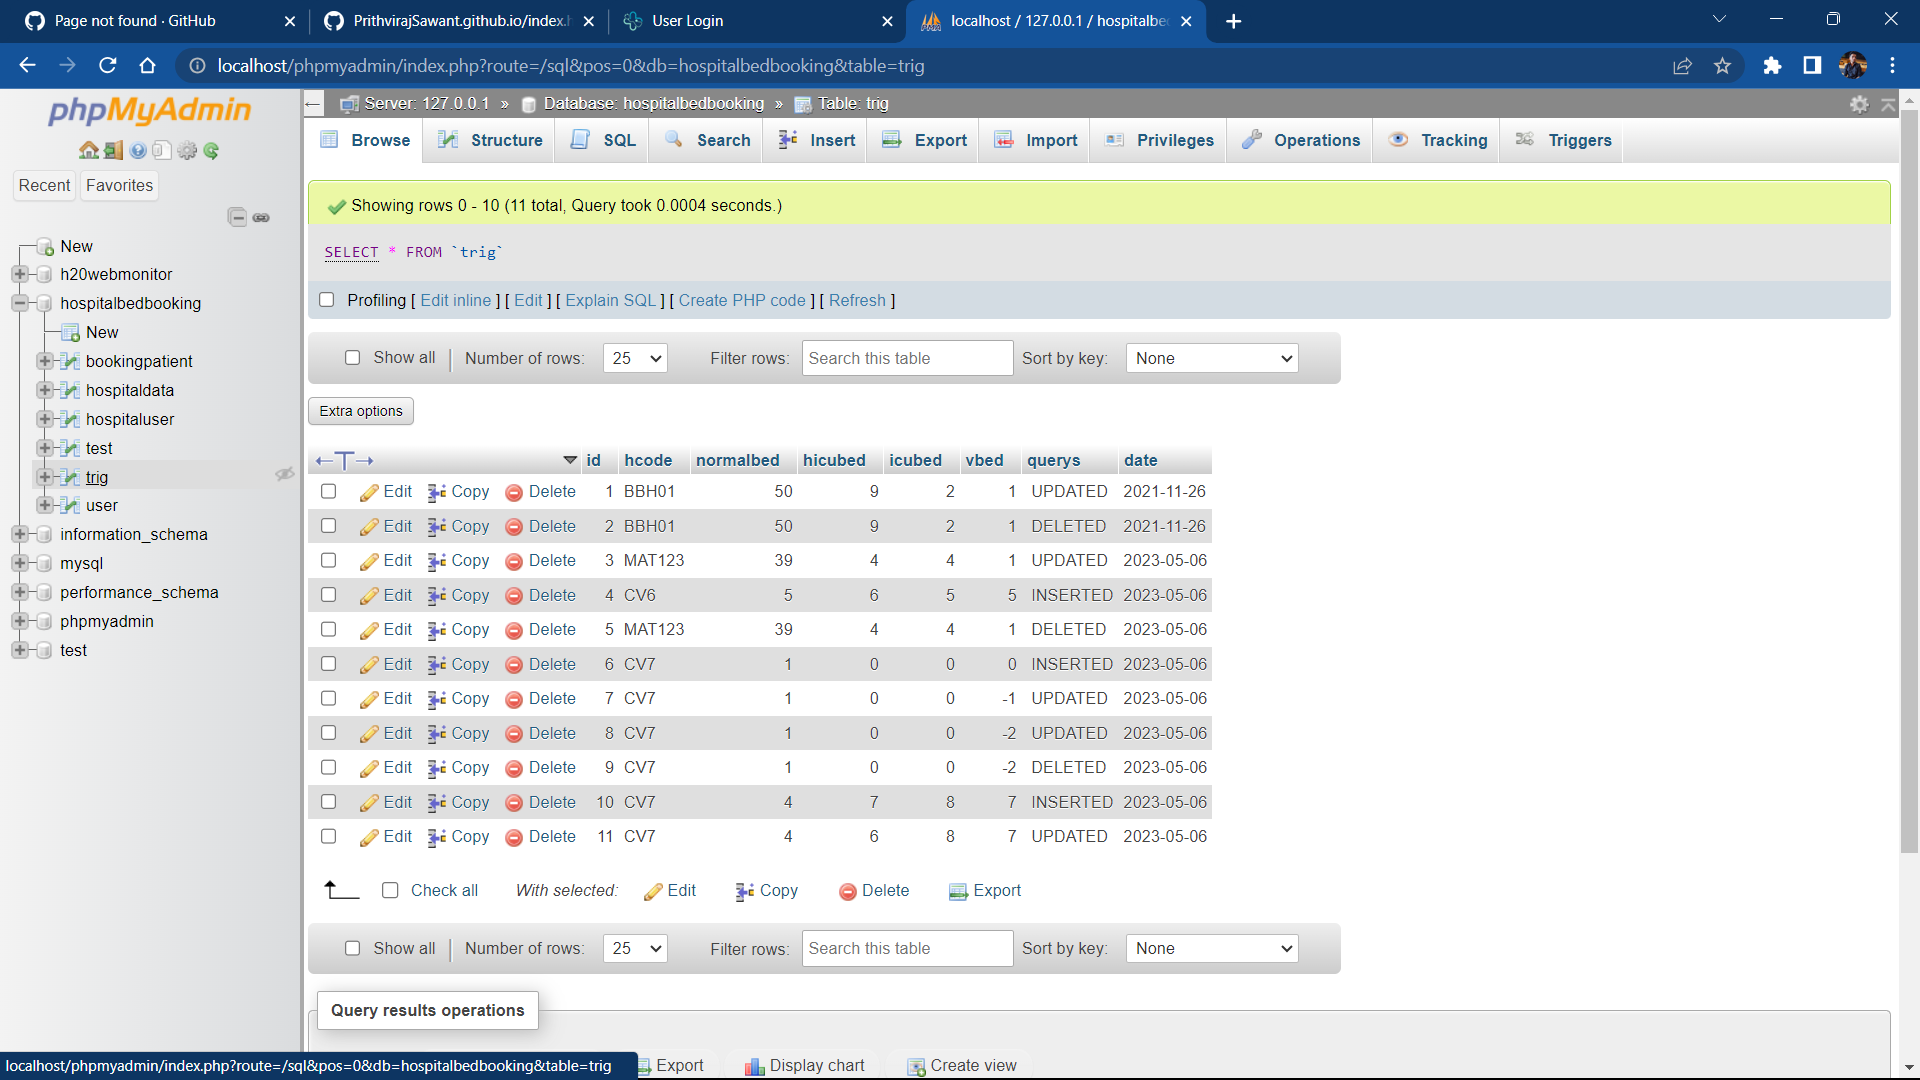 Page not found · GitHub
PrithvirajSawant.github.io/index.h
User Login
localhost / 127.0.0.1 / hospitalbed
localhost/phpmyadmin/index.php?route=/sql&pos=0&db=hospitalbedbooking&table=trig
phpMyAdmin
Recent
Favorites
New
h20webmonitor
hospitalbedbooking
New
bookingpatient
hospitaldata
hospitaluser
test
trig
user
information_schema
mysql
performance_schema
phpmyadmin
test
Server: 127.0.0.1 » Database: hospitalbedbooking » Table: trig
Browse Structure SQL Search Insert Export Import Privileges Operations Tracking Triggers
Showing rows 0 - 10 (11 total, Query took 0.0004 seconds.)
SELECT * FROM `trig`
Profiling [ Edit inline ] [ Edit ] [ Explain SQL ] [ Create PHP code ] [ Refresh ]
Show all Number of rows: 25 Filter rows: Search this table Sort by key: None
Extra options
←T→ id hcode normalbed hicubed icubed vbed querys date
Edit Copy Delete 1 BBH01 50 9 2 1 UPDATED 2021-11-26
Edit Copy Delete 2 BBH01 50 9 2 1 DELETED 2021-11-26
Edit Copy Delete 3 MAT123 39 4 4 1 UPDATED 2023-05-06
Edit Copy Delete 4 CV6 5 6 5 5 INSERTED 2023-05-06
Edit Copy Delete 5 MAT123 39 4 4 1 DELETED 2023-05-06
Edit Copy Delete 6 CV7 1 0 0 0 INSERTED 2023-05-06
Edit Copy Delete 7 CV7 1 0 0 -1 UPDATED 2023-05-06
Edit Copy Delete 8 CV7 1 0 0 -2 UPDATED 2023-05-06
Edit Copy Delete 9 CV7 1 0 0 -2 DELETED 2023-05-06
Edit Copy Delete 10 CV7 4 7 8 7 INSERTED 2023-05-06
Edit Copy Delete 11 CV7 4 6 8 7 UPDATED 2023-05-06
Check all With selected: Edit Copy Delete Export
Show all Number of rows: 25 Filter rows: Search this table Sort by key: None
Query results operations
Export Display chart Create view
localhost/phpmyadmin/index.php?route=/sql&pos=0&db=hospitalbedbooking&table=trig